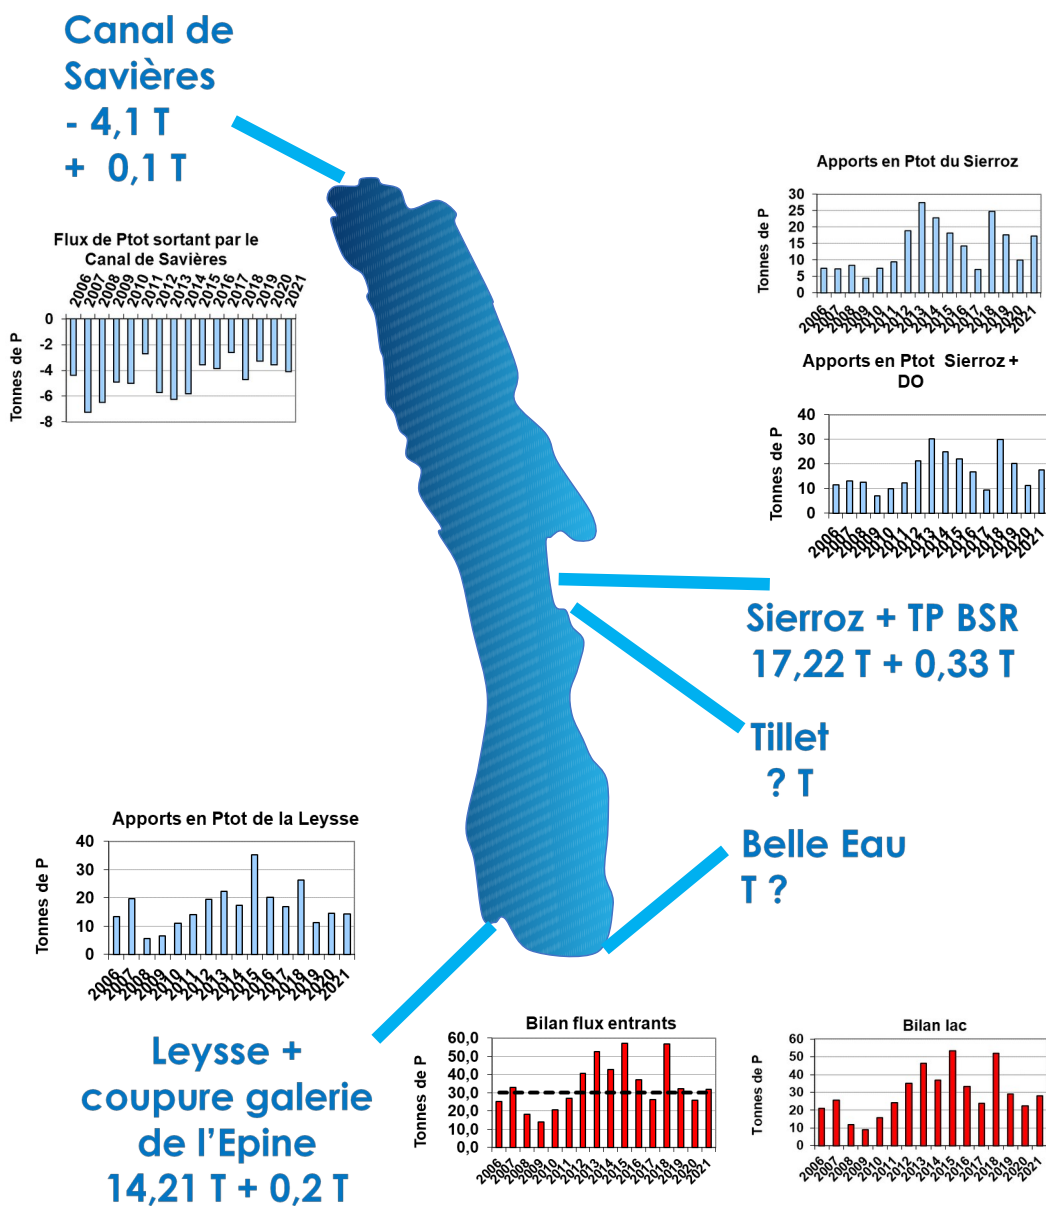 Canal de
Savières
- 4,1 T
+ 0,1 T
Flux de Ptot sortant par le
Canal de Savières
2006 2007 2008 2009 2010 2011 2012 2013 2014 2015 2016 2017 2018 2019 2020 2021
Tonnes de P
0
-2
-4
-6
-8
Apports en Ptot du Sierroz
Tonnes de P
30
25
20
15
10
5
0
2006 2007 2008 2009 2010 2011 2012 2013 2014 2015 2016 2017 2018 2019 2020 2021
Apports en Ptot Sierroz +
DO
Tonnes de P
40
30
20
10
0
2006 2007 2008 2009 2010 2011 2012 2013 2014 2015 2016 2017 2018 2019 2020 2021
Sierroz + TP BSR
17,22 T + 0,33 T
Tillet
? T
Belle Eau
T ?
Apports en Ptot de la Leysse
Tonnes de P
40
30
20
10
0
2006 2007 2008 2009 2010 2011 2012 2013 2014 2015 2016 2017 2018 2019 2020 2021
Leysse +
coupure galerie
de l'Epine
14,21 T + 0,2 T
Bilan flux entrants
Tonnes de P
60,0
50,0
40,0
30,0
20,0
10,0
0,0
2006 2007 2008 2009 2010 2011 2012 2013 2014 2015 2016 2017 2018 2019 2020 2021
Bilan lac
Tonnes de P
60
50
40
30
20
10
0
2006 2007 2008 2009 2010 2011 2012 2013 2014 2015 2016 2017 2018 2019 2020 2021